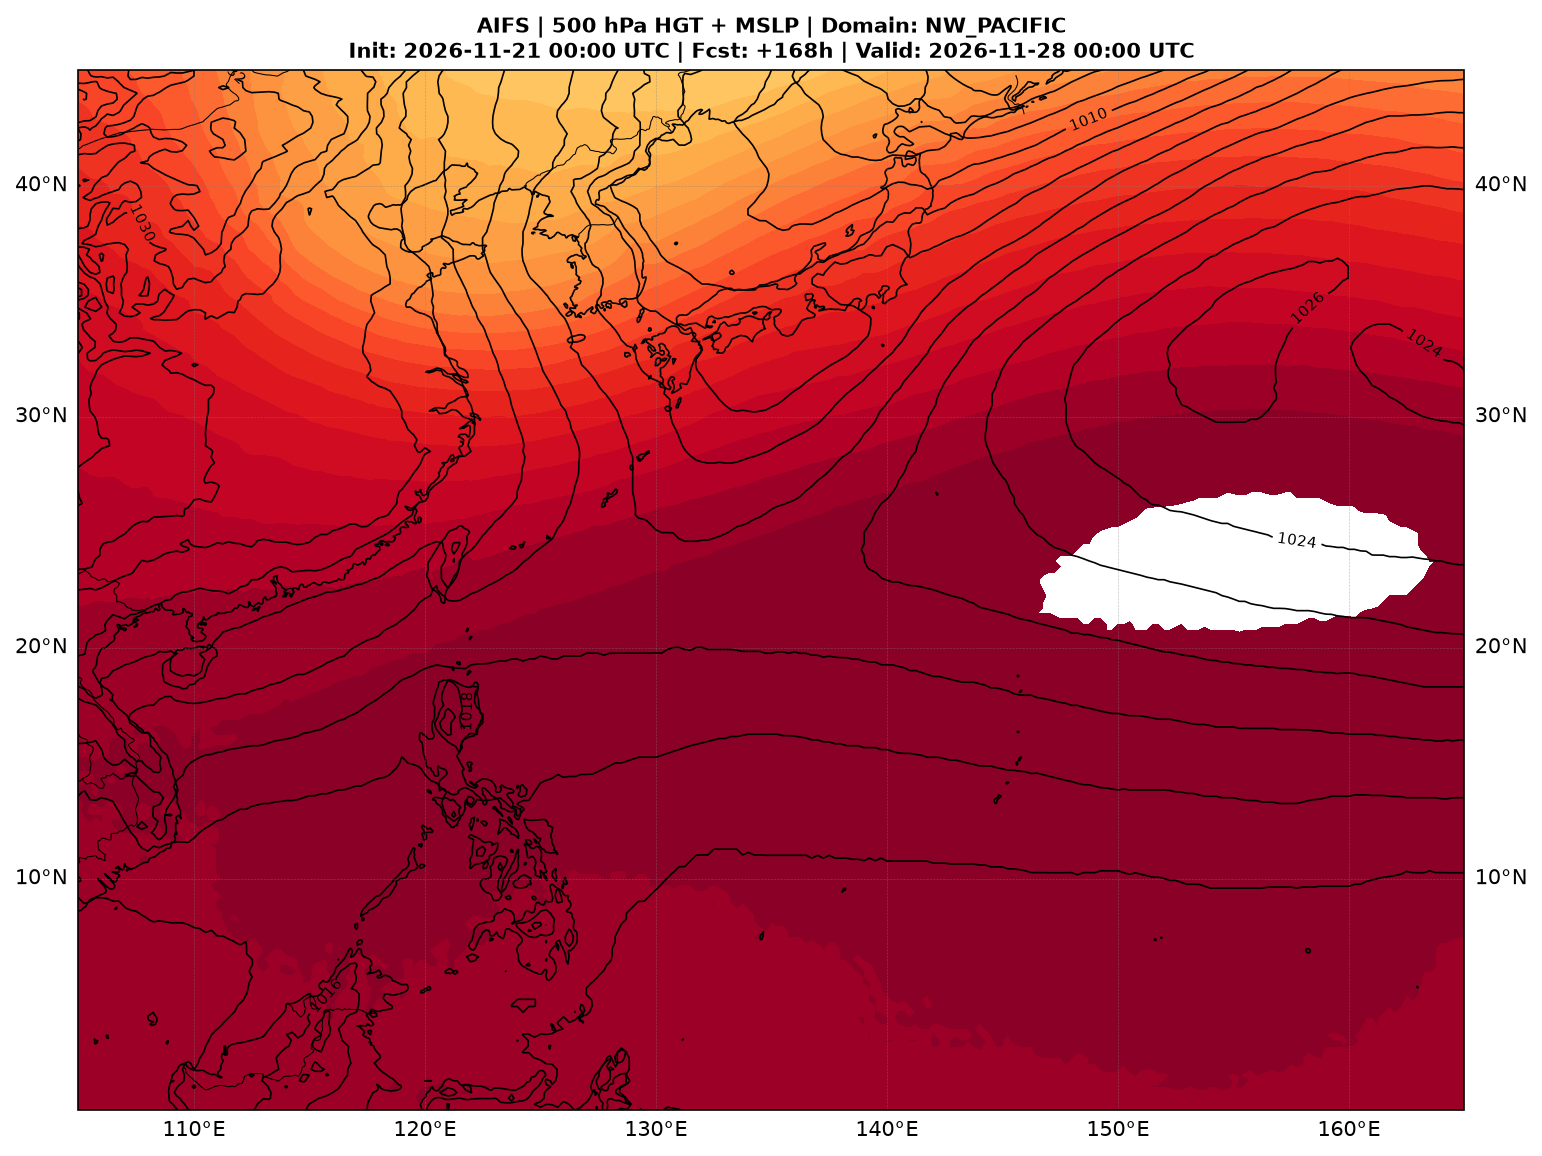 AIFS | 500 hPa HGT + MSLP | Domain: NW_PACIFIC
Init: 2026-11-21 00:00 UTC | Fcst: +168h | Valid: 2026-11-28 00:00 UTC
1010
40°N
40°N
1030
1026
1024
30°N
30°N
1024
20°N
20°N
1018
10°N
10°N
1016
110°E
120°E
130°E
140°E
150°E
160°E